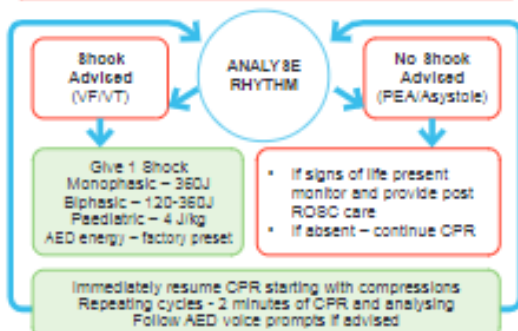 Shock
Advised
(VF/VT)
ANALYSE
RHYTHM
No Shock
Advised
(PEA/Asystole)
Give 1 Shock
Monophasic – 360J
Biphasic – 120-360J
Paediatric – 4 J/kg
AED energy – factory preset
• If signs of life present
monitor and provide post
ROSC care
• If absent – continue CPR
Immediately resume CPR starting with compressions
Repeating cycles - 2 minutes of CPR and analysing
Follow AED voice prompts if advised